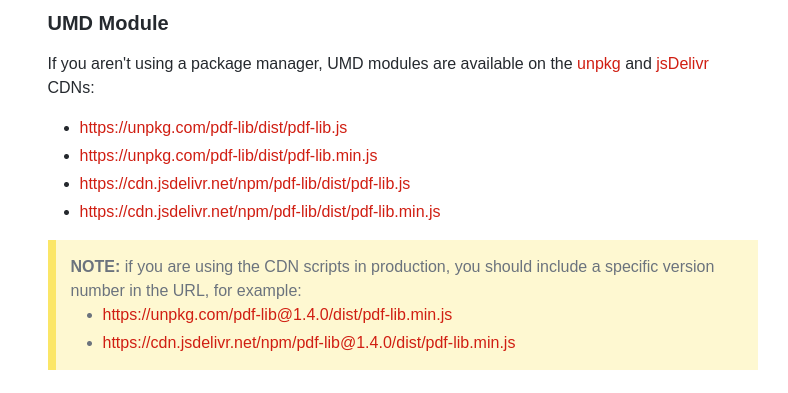 UMD Module
If you aren't using a package manager, UMD modules are available on the unpkg and jsDelivr
CDNs:
https://unpkg.com/pdf-lib/dist/pdf-lib.js
https://unpkg.com/pdf-lib/dist/pdf-lib.min.js
https://cdn.jsdelivr.net/npm/pdf-lib/dist/pdf-lib.js
https://cdn.jsdelivr.net/npm/pdf-lib/dist/pdf-lib.min.js
NOTE: if you are using the CDN scripts in production, you should include a specific version
number in the URL, for example:
https://unpkg.com/pdf-lib@1.4.0/dist/pdf-lib.min.js
https://cdn.jsdelivr.net/npm/pdf-lib@1.4.0/dist/pdf-lib.min.js